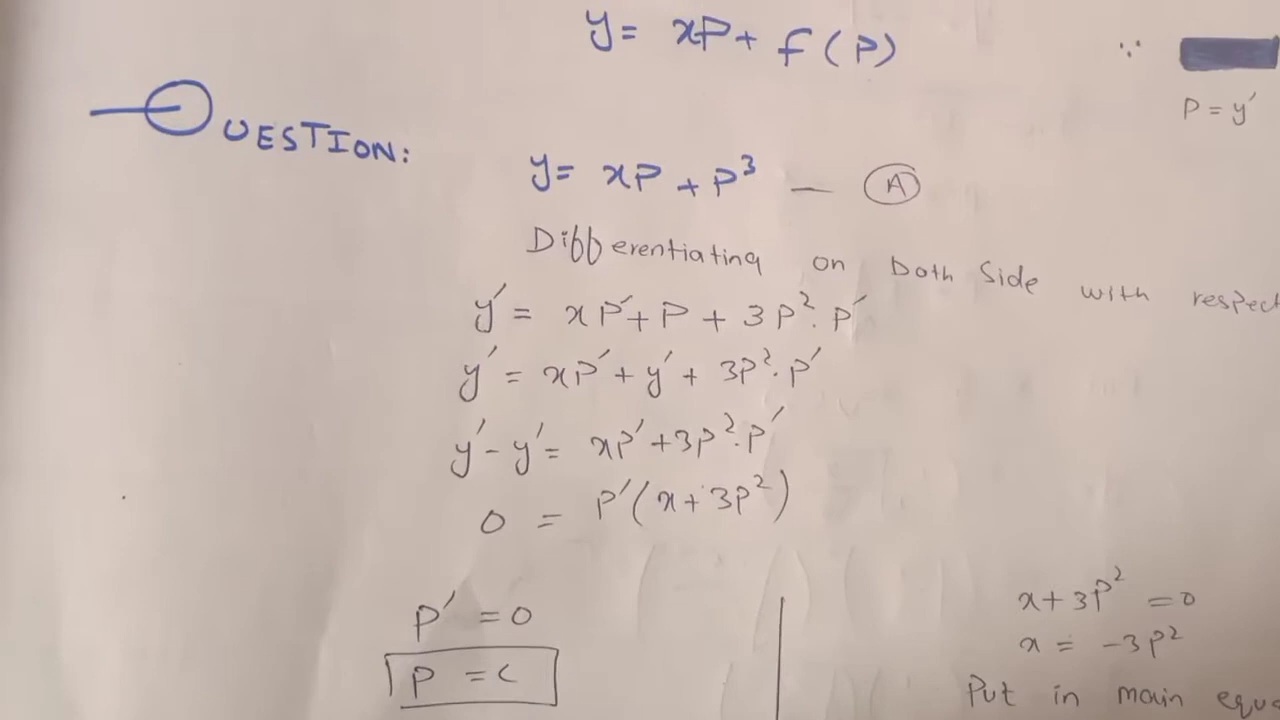 y = xP + f(P) ∵
P = y′
QUESTION:
y = xP + P³ — Ⓐ
Differentiating on both Side with respect
y′ = xP′ + P + 3P²·P′
y′ = xP′ + y′ + 3P²·P′
y′ - y′ = xP′ + 3P²·P′
0 = P′(x + 3P²)
P′ = 0
P = C
x + 3P² = 0
x = -3P²
Put in main